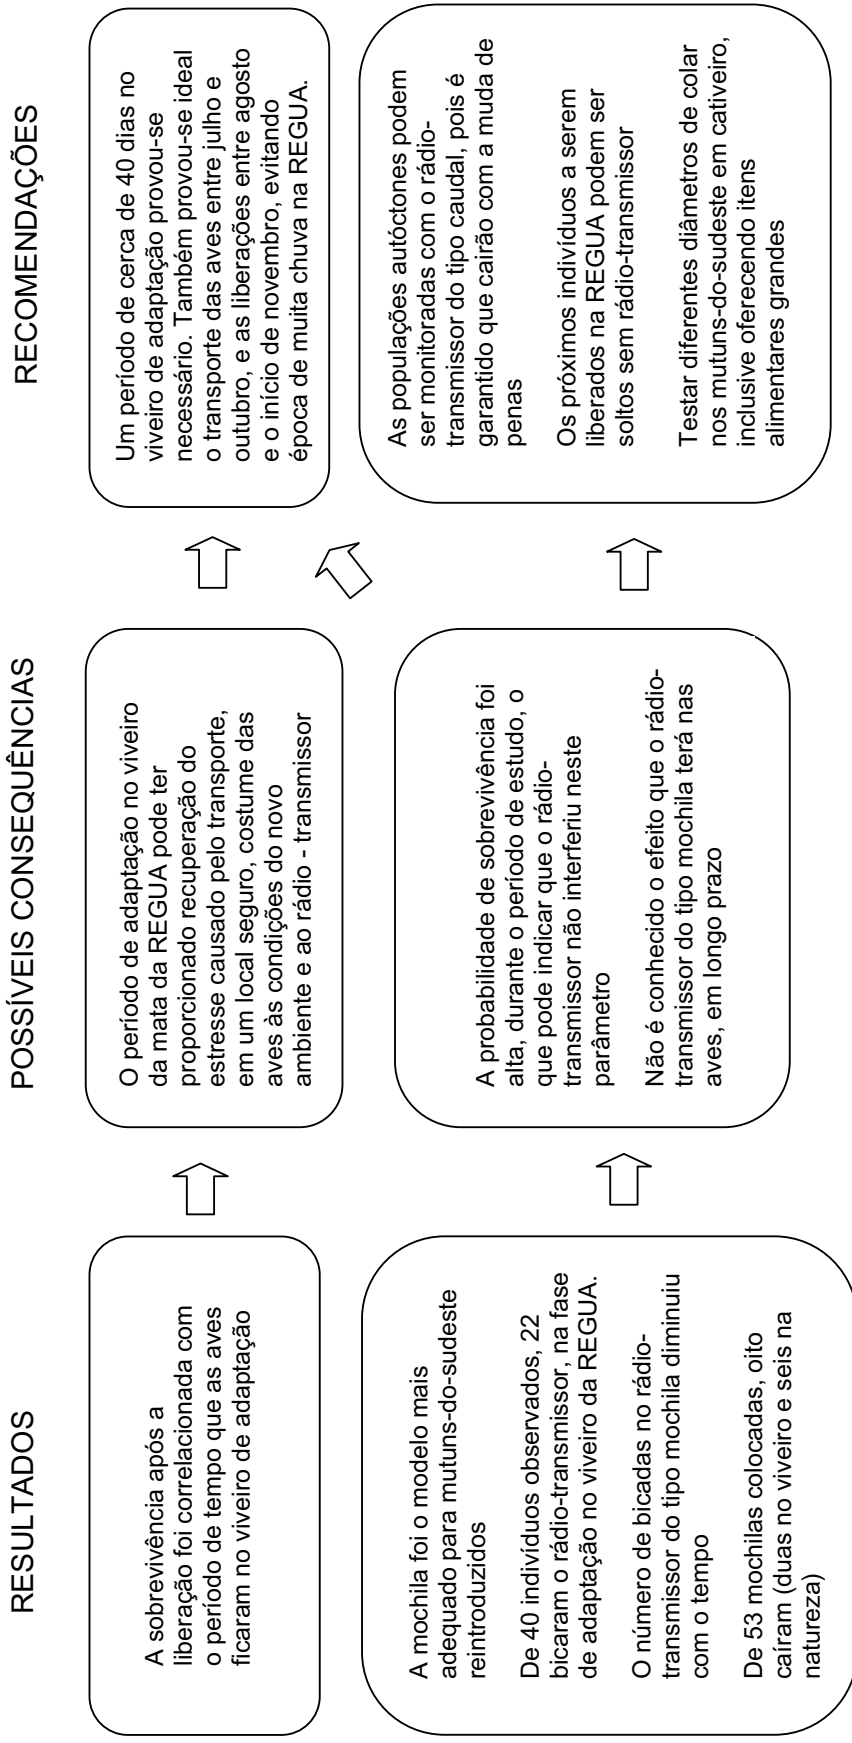 RESULTADOS
A sobrevivência após a
liberação foi correlacionada com
o período de tempo que as aves
ficaram no viveiro de adaptação
A mochila foi o modelo mais
adequado para mutuns-do-sudeste
reintroduzidos
De 40 indivíduos observados, 22
bicaram o rádio-transmissor, na fase
de adaptação no viveiro da REGUA.
O número de bicadas no rádio-
transmissor do tipo mochila diminuiu
com o tempo
De 53 mochilas colocadas, oito
caíram (duas no viveiro e seis na
natureza)
POSSÍVEIS CONSEQUÊNCIAS
O período de adaptação no viveiro
da mata da REGUA pode ter
proporcionado recuperação do
estresse causado pelo transporte,
em um local seguro, costume das
aves às condições do novo
ambiente e ao rádio - transmissor
A probabilidade de sobrevivência foi
alta, durante o período de estudo, o
que pode indicar que o rádio-
transmissor não interferiu neste
parâmetro
Não é conhecido o efeito que o rádio-
transmissor do tipo mochila terá nas
aves, em longo prazo
RECOMENDAÇÕES
Um período de cerca de 40 dias no
viveiro de adaptação provou-se
necessário. Também provou-se ideal
o transporte das aves entre julho e
outubro, e as liberações entre agosto
e o início de novembro, evitando
época de muita chuva na REGUA.
As populações autóctones podem
ser monitoradas com o rádio-
transmissor do tipo caudal, pois é
garantido que cairão com a muda de
penas
Os próximos indivíduos a serem
liberados na REGUA podem ser
soltos sem rádio-transmissor
Testar diferentes diâmetros de colar
nos mutuns-do-sudeste em cativeiro,
inclusive oferecendo itens
alimentares grandes